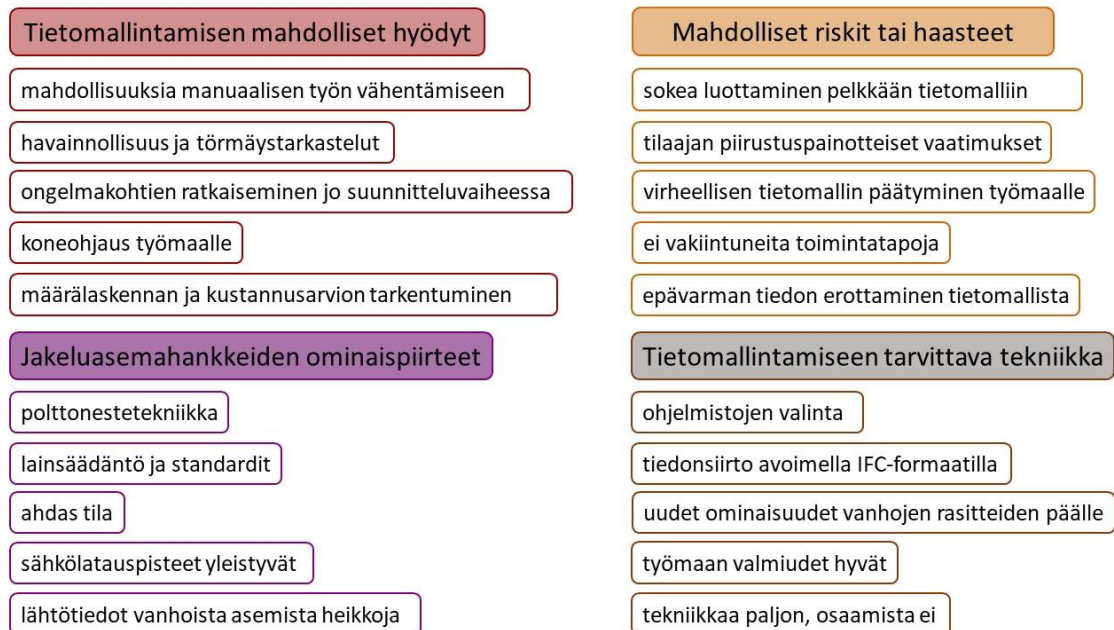 Tietomallintamisen mahdolliset hyödyt
mahdollisuuksia manuaalisen työn vähentämiseen
havainnollisuus ja törmäystarkastelut
ongelmakohtien ratkaiseminen jo suunnitteluvaiheessa
koneohjaus työmaalle
määrälaskennan ja kustannusarvion tarkentuminen
Mahdolliset riskit tai haasteet
sokea luottaminen pelkkään tietomalliin
tilaajan piirustuspainotteiset vaatimukset
virheellisen tietomallin päätyminen työmaalle
ei vakiintuneita toimintatapoja
epävarman tiedon erottaminen tietomallista
Jakeluasemahankkeiden ominaispiirteet
polttonestetekniikka
lainsäädäntö ja standardit
ahdas tila
sähkölatauspisteet yleistyvät
lähtötiedot vanhoista asemista heikkoja
Tietomallintamiseen tarvittava tekniikka
ohjelmistojen valinta
tiedonsiirto avoimella IFC-formaatilla
uudet ominaisuudet vanhojen rasitteiden päälle
työmaan valmiudet hyvät
tekniikkaa paljon, osaamista ei